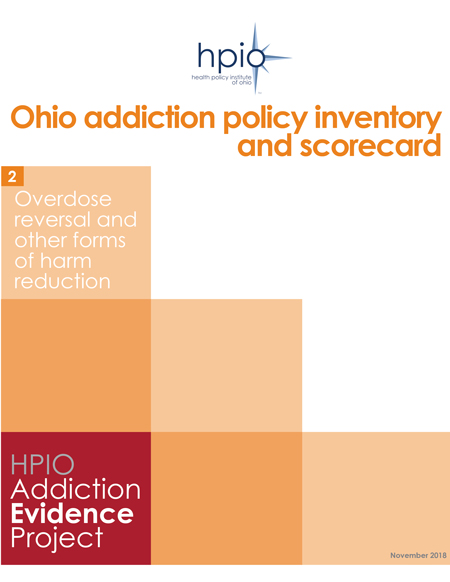 hpio
health policy institute
of ohio
Ohio addiction policy inventory
and scorecard
2
Overdose
reversal and
other forms
of harm
reduction
HPIO
Addiction
Evidence
Project
November 2018